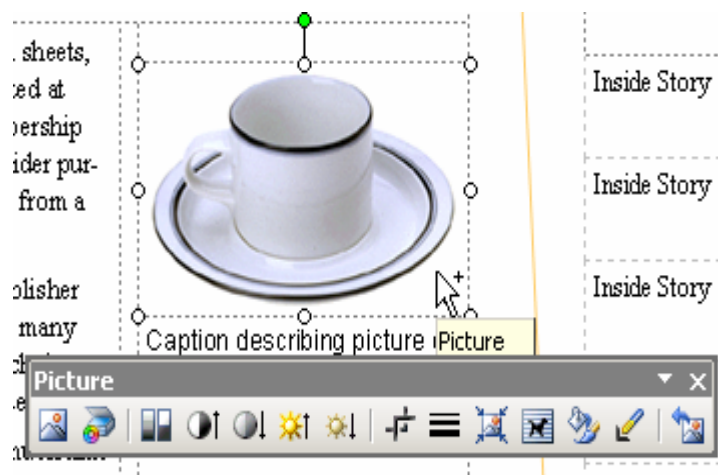 sheets,
ted at
pership
ider pur-
from a
olisher
many
Caption describing picture
Picture
Picture
Inside Story
Inside Story
Inside Story